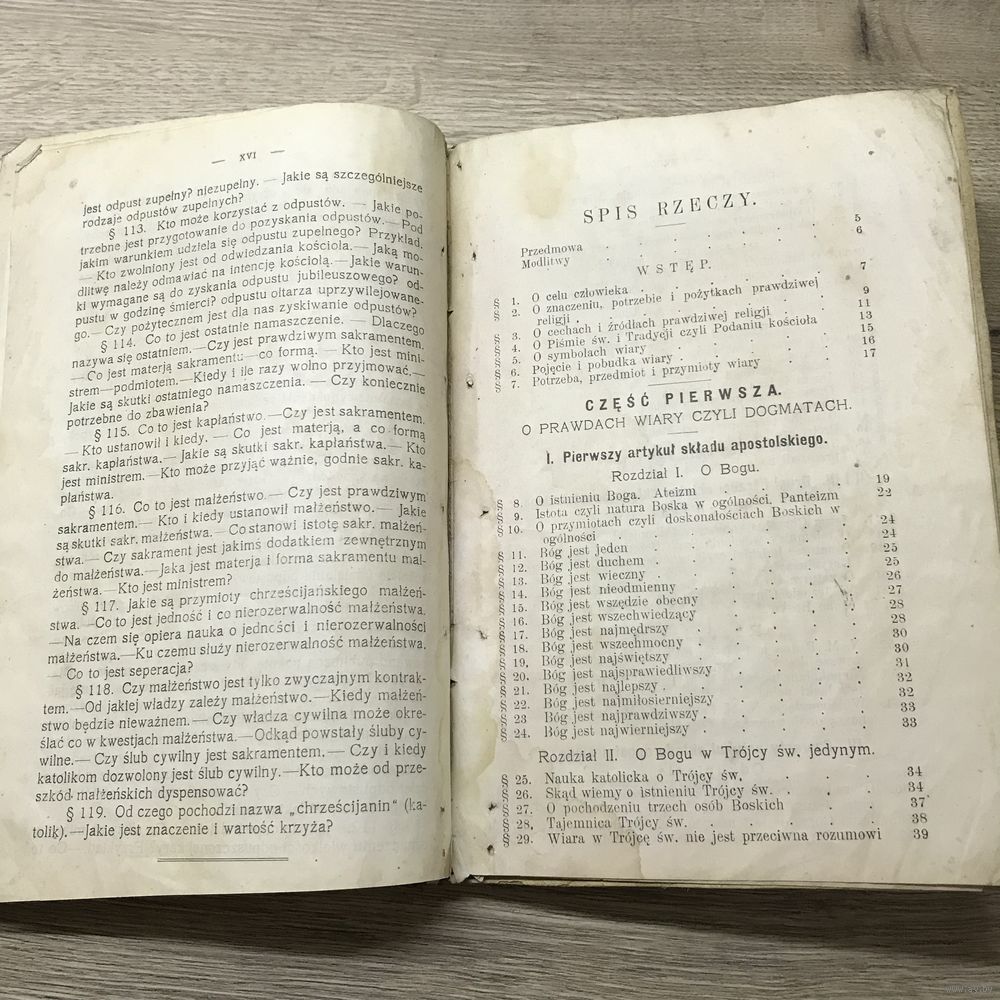 — XVI —
jest odpust zupełny? niezupełny. — Jakie są szczególniejsze
rodzaje odpustów zupełnych?
§ 113. Kto może korzystać z odpustów. — Jakie po-
trzebne jest przygotowanie do pozyskania odpustów.—Pod
jakim warunkiem udziela się odpustu zupełnego? Przykład.
— Kto zwolniony jest od odwiedzania kościoła.— Jaką mo-
dlitwę należy odmawiać na intencję kościoła.—Jakie warun-
ki wymagane są do zyskania odpustu jubileuszowego? od-
pustu w godzinę śmierci? odpustu ołtarza uprzywilejowane-
go.—Czy pożytecznem jest dla nas zyskiwanie odpustów?
§ 114. Co to jest ostatnie namaszczenie. — Dlaczego
nazywa się ostatniem.—Czy jest prawdziwym sakramentem.
—Co jest materją sakramentu—co formą. — Kto jest mini-
strem—podmiotem.—Kiedy i ile razy wolno przyjmować.—
Jakie są skutki ostatniego namaszczenia. — Czy koniecznie
potrzebne do zbawienia?
§ 115. Co to jest kapłaństwo.—Czy jest sakramentem.
— Kto ustanowił i kiedy. — Co jest materją, a co formą
sakr. kapłaństwa.— Jakie są skutki sakr. kapłaństwa.— Kto
jest ministrem.—Kto może przyjąć ważnie, godnie sakr. ka-
płaństwa.
§ 116. Co to jest małżeństwo.— Czy jest prawdziwym
sakramentem.— Kto i kiedy ustanowił małżeństwo.— Jakie
są skutki sakr. małżeństwa.—Co stanowi istotę sakr. małżeń-
stwa.— Czy sakrament jest jakimś dodatkiem zewnętrznym
do małżeństwa.—Jaka jest materja i forma sakramentu mał-
żeństwa.—Kto jest ministrem?
§ 117. Jakie są przymioty chrześcijańskiego małżeń-
stwa.—Co to jest jedność i co nierozerwalność małżeństwa.
—Na czem się opiera nauka o jedności i nierozerwalności
małżeństwa.—Ku czemu służy nierozerwalność małżeństwa.
— Co to jest seperacja?
§ 118. Czy małżeństwo jest tylko zwyczajnym kontrak-
tem.—Od jakiej władzy zależy małżeństwo.—Kiedy małżeń-
stwo będzie nieważnem.— Czy władza cywilna może okre-
ślać co w kwestjach małżeństwa.—Odkąd powstały śluby cy-
wilne.— Czy ślub cywilny jest sakramentem.— Czy i kiedy
katolikom dozwolony jest ślub cywilny.—Kto może od prze-
szkód małżeńskich dyspensować?
§ 119. Od czego pochodzi nazwa „chrześcijanin" (ka-
tolik).—Jakie jest znaczenie i wartość krzyża?
SPIS RZECZY.
Przedmowa 5
Modlitwy 6
WSTĘP.
§ 1. O celu człowieka 7
§ 2. O znaczeniu, potrzebie i pożytkach prawdziwej
religji 9
§ 3. O cechach i źródłach prawdziwej religji 11
§ 4. O Piśmie św. i Tradycji czyli Podaniu kościoła 13
§ 5. O symbolach wiary 15
§ 6. Pojęcie i pobudka wiary 16
§ 7. Potrzeba, przedmiot i przymioty wiary 17
CZĘŚĆ PIERWSZA.
O PRAWDACH WIARY CZYLI DOGMATACH.
I. Pierwszy artykuł składu apostolskiego.
Rozdział I. O Bogu.
§ 8. O istnieniu Boga. Ateizm 19
§ 9. Istota czyli natura Boska w ogólności. Panteizm 22
§ 10. O przymiotach czyli doskonałościach Boskich w
ogólności 24
§ 11. Bóg jest jeden 24
§ 12. Bóg jest duchem 25
§ 13. Bóg jest wieczny 25
§ 14. Bóg jest nieodmienny 26
§ 15. Bóg jest wszędzie obecny 27
§ 16. Bóg jest wszechwiedzący 28
§ 17. Bóg jest najmędrszy 28
§ 18. Bóg jest wszechmocny 30
§ 19. Bóg jest najświętszy 30
§ 20. Bóg jest najsprawiedliwszy 31
§ 21. Bóg jest najlepszy 32
§ 22. Bóg jest najmiłosierniejszy 32
§ 23 Bóg jest najprawdziwszy 33
§ 24. Bóg jest najwierniejszy 33
Rozdział II. O Bogu w Trójcy św. jedynym.
§ 25. Nauka katolicka o Trójcy św. 34
§ 26. Skąd wiemy o istnieniu Trójcy św. 34
§ 27. O pochodzeniu trzech osób Boskich 37
§ 28. Tajemnica Trójcy św. 38
§ 29. Wiara w Trójcę św. nie jest przeciwna rozumowi 39